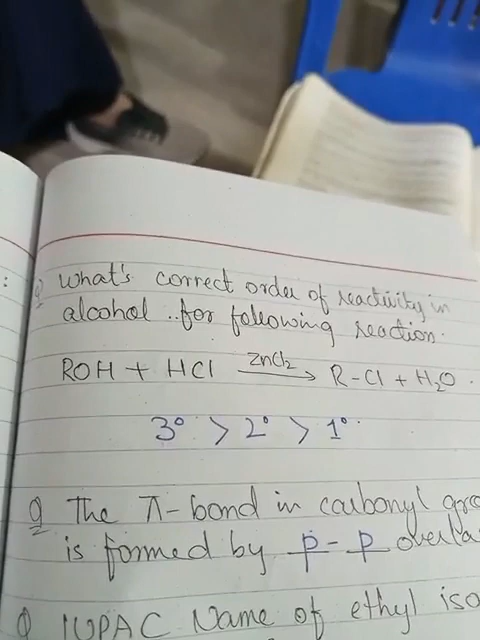 Q What's correct order of reactivity in
alcohol ..for following reaction.
ROH + HCl ZnCl2 → R-Cl + H2O.
3° > 2° > 1°
Q The π-bond in carbonyl
is formed by p - p
Q IUPAC Name of ethyl